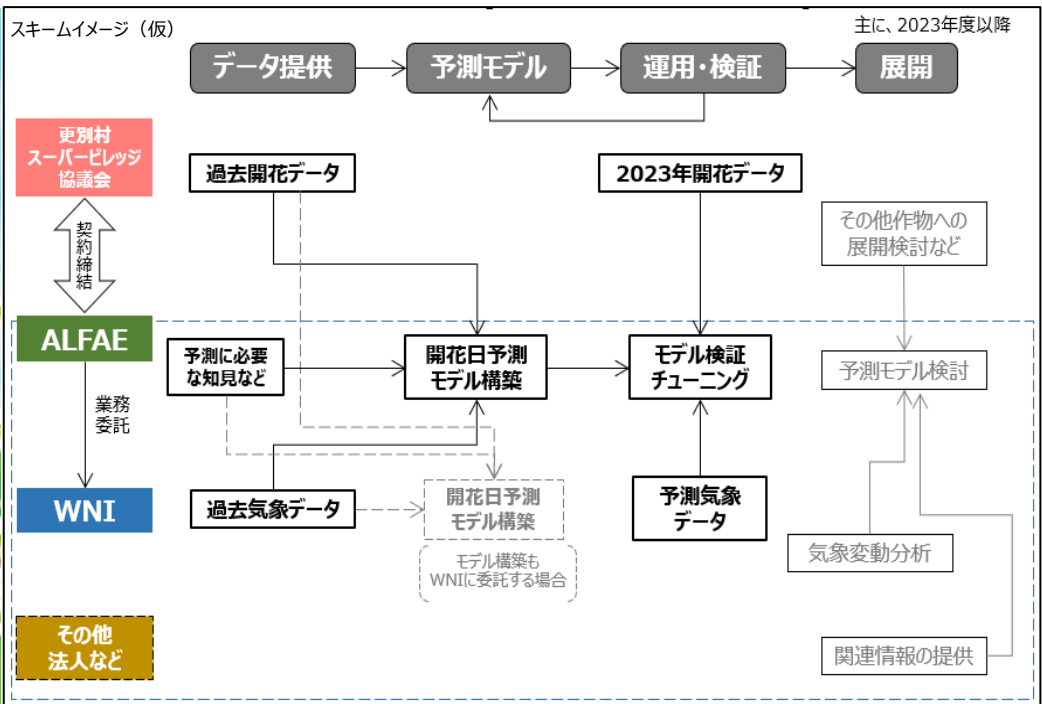 スキームイメージ（仮）
主に、2023年度以降
データ提供
予測モデル
運用・検証
展開
更別村
スーパービレッジ
協議会
過去開花データ
2023年開花データ
契約締結
その他作物への
展開検討など
ALFAE
予測に必要
な知見など
開花日予測
モデル構築
モデル検証
チューニング
予測モデル検討
業務
委託
WNI
過去気象データ
開花日予測
モデル構築
予測気象
データ
気象変動分析
モデル構築も
WNIに委託する場合
その他
法人など
関連情報の提供